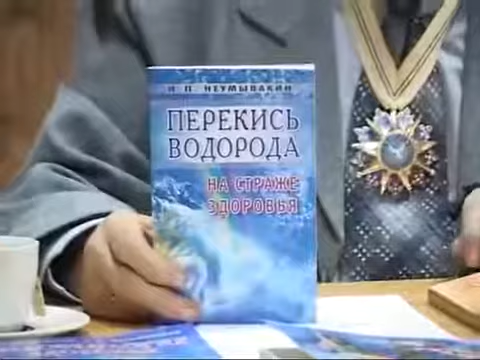 И. П. НЕУМЫВАКИН
ПЕРЕКИСЬ
ВОДОРОДА
НА СТРАЖЕ
ЗДОРОВЬЯ